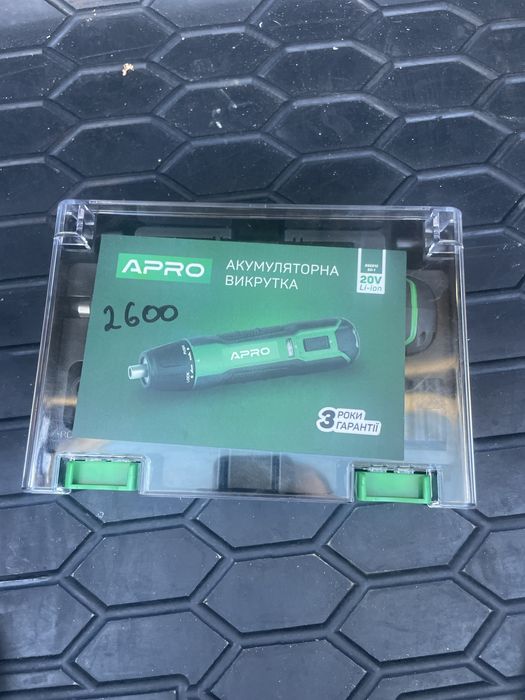 APRO
АКУМУЛЯТОРНА
ВИКРУТКА
20V
Li-ion
2600
APRO
3 РОКИ
ГАРАНТІЇ